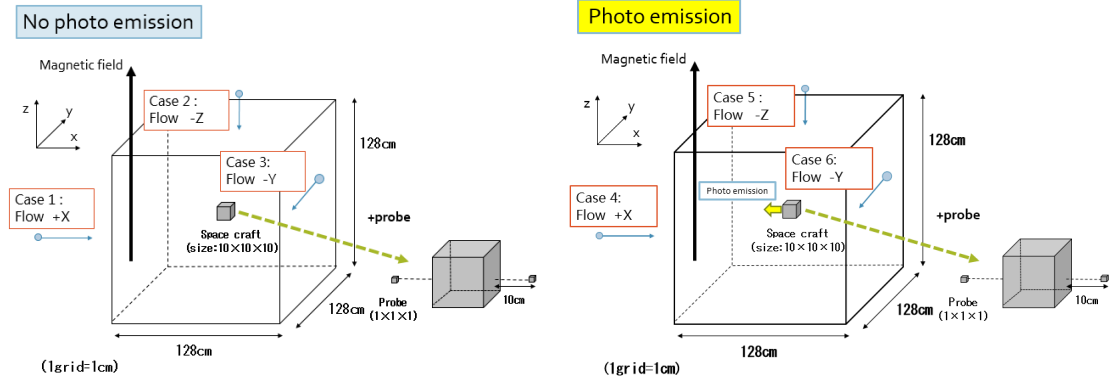 No photo emission
Magnetic field
z
y
x
Case 2 :
Flow -Z
128cm
Case 3:
Flow -Y
Case 1 :
Flow +X
+probe
Space craft
(size:10×10×10)
Probe
(1×1×1)
10cm
128cm
128cm
(1grid=1cm)
Photo emission
Magnetic field
z
y
x
Case 5 :
Flow -Z
128cm
Case 6:
Flow -Y
Photo emission
Case 4:
Flow +X
+probe
Space craft
(size:10×10×10)
Probe
(1×1×1)
10cm
128cm
128cm
(1grid=1cm)